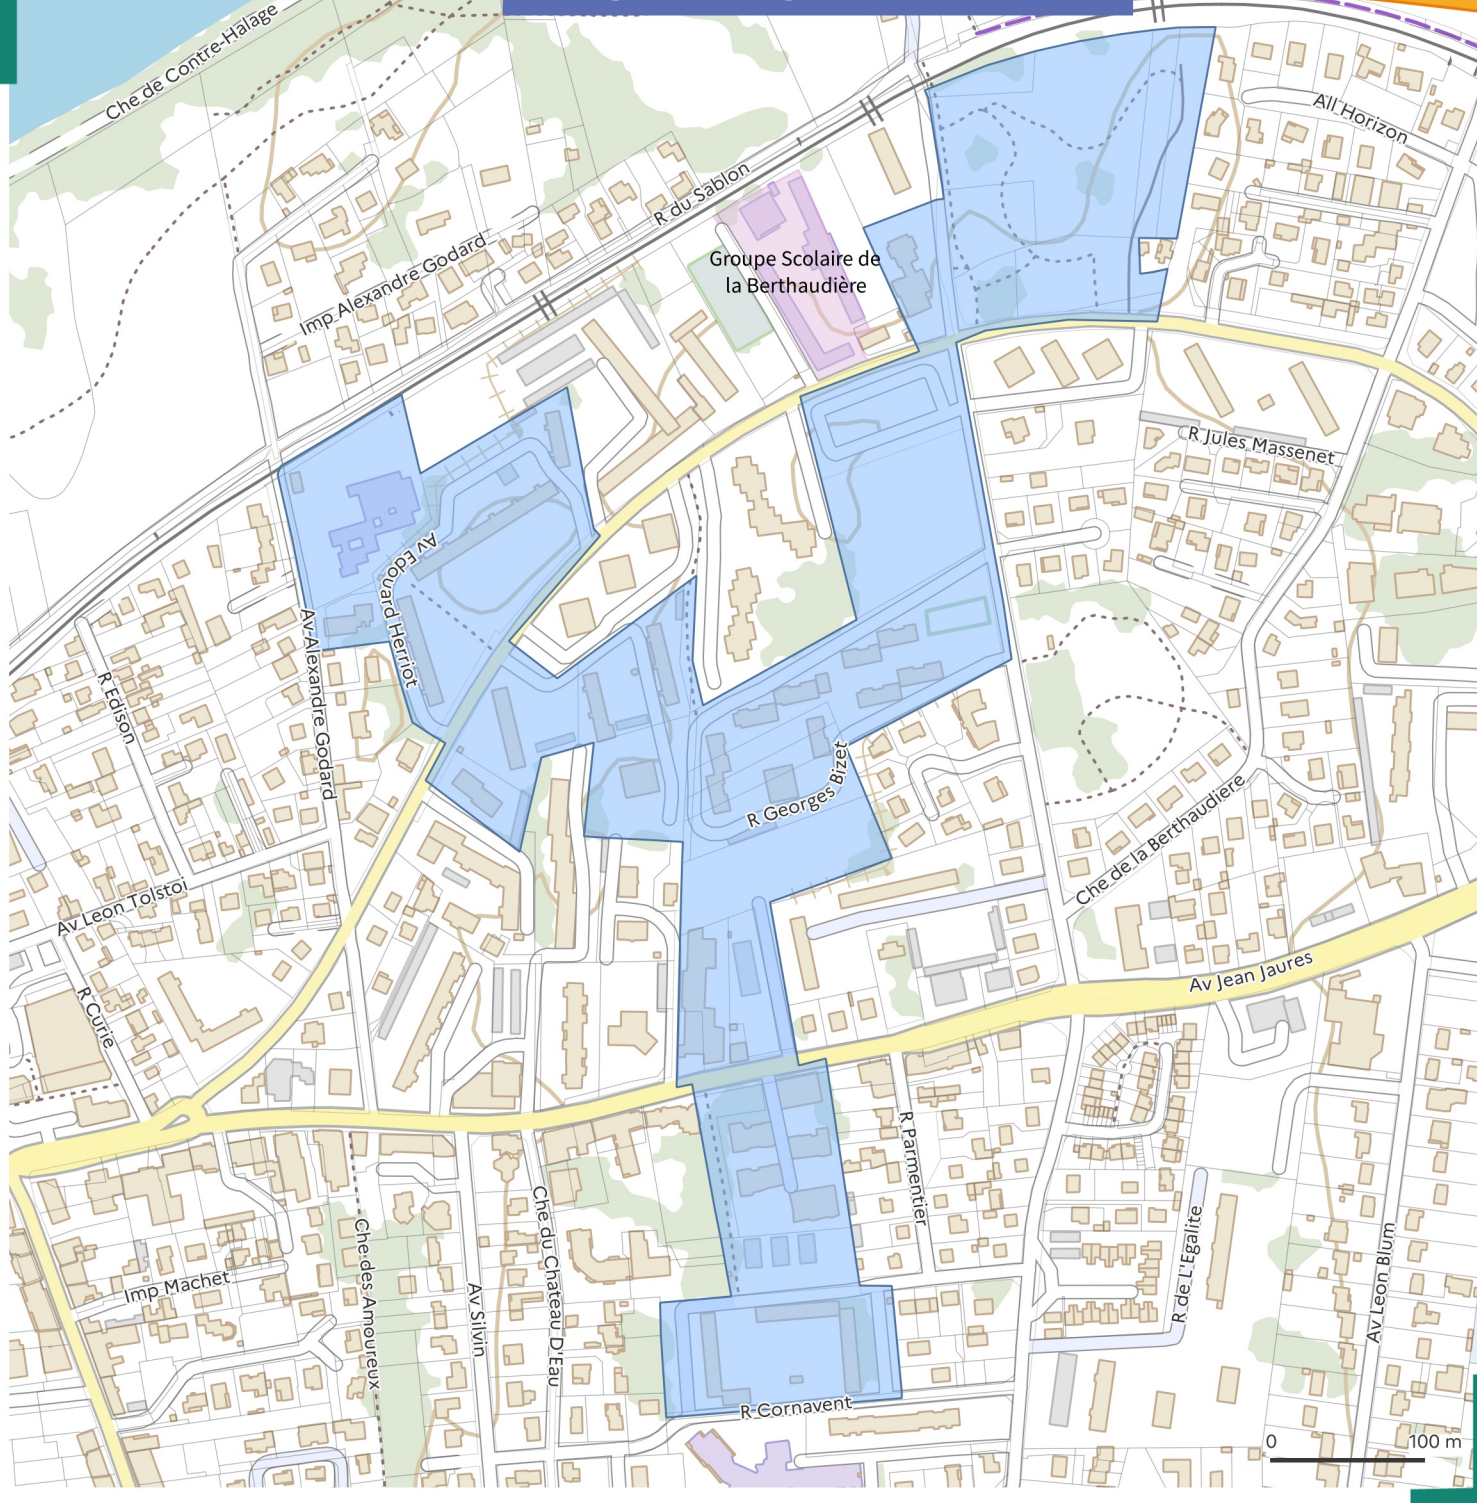 Che de Contre-Halage
All Horizon
R du Sablon
Imp Alexandre Godard
Groupe Scolaire de
la Berthaudière
R Jules Massenet
Av Edouard Herriot
Av Alexandre Godard
R Edison
R Georges Bizet
Che de la Berthaudiere
Av Leon Tolstoi
R Curie
Av Jean Jaures
R Parmentier
Che du Chateau D'Eau
Che des Amoureux
Imp Machet
Av Silvin
R de L'Egalite
Av Leon Blum
R Cornavent
0 100 m